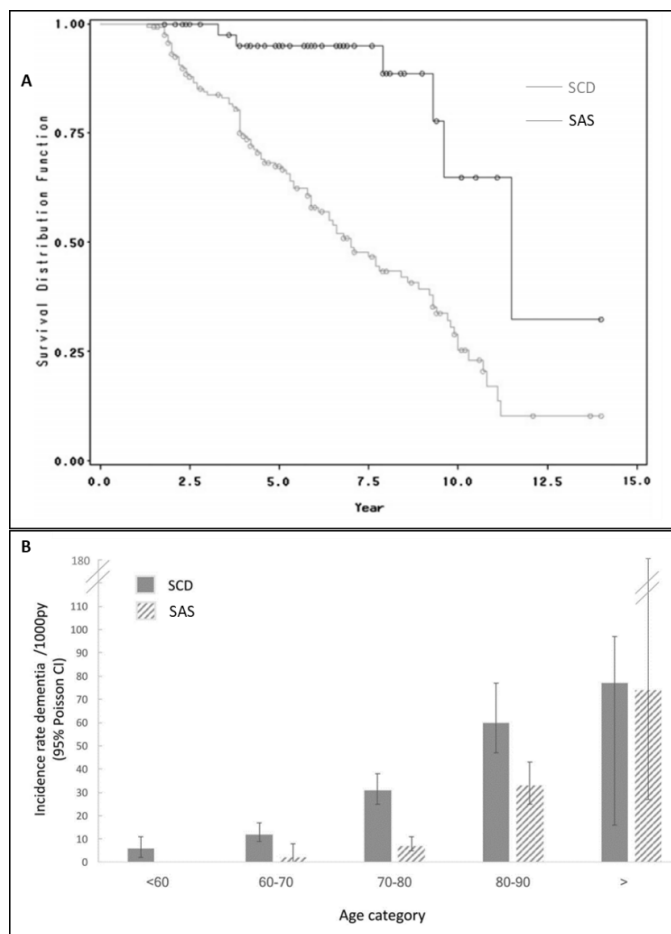 A
1.00
0.75
0.50
0.25
0.00
Survival Distribution Function
SCD
SAS
0.0 2.5 5.0 7.5 10.0 12.5 15.0
Year
B
180
110
100
90
80
70
60
50
40
30
20
10
0
Incidence rate dementia /1000py
(95% Poisson CI)
SCD
SAS
<60 60-70 70-80 80-90 >
Age category